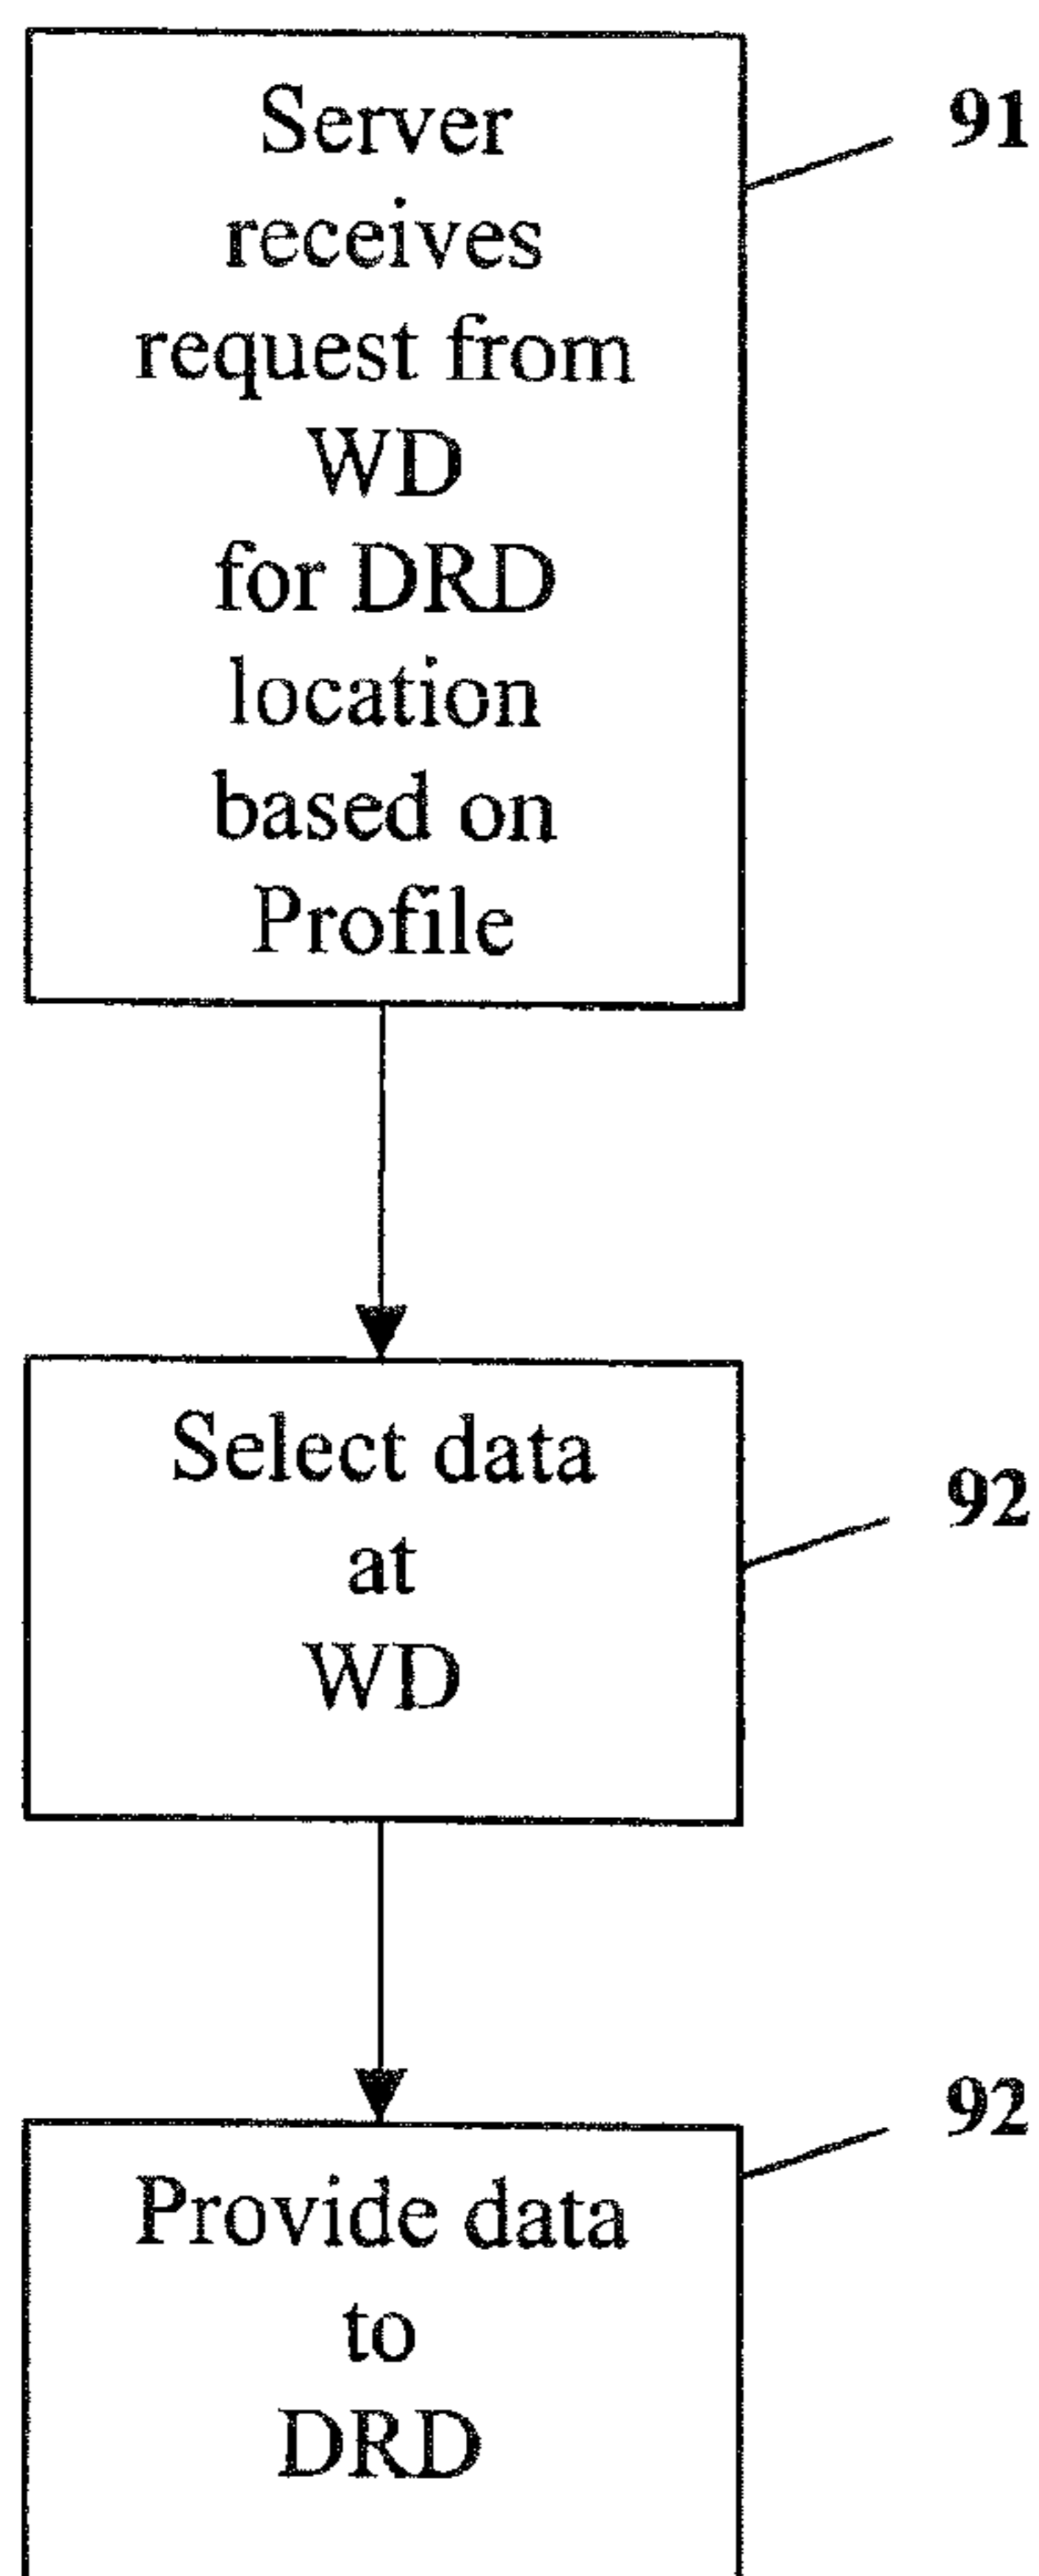 Server
receives
request from
WD
for DRD
location
based on
Profile
91
Select data
at
WD
92
Provide data
to
DRD
92